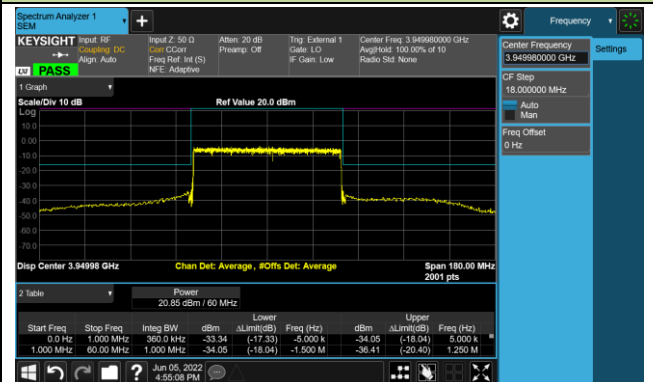 Spectrum Analyzer 1
SEM
+
Frequency
KEYSIGHT
Input: RF
Coupling: DC
Align: Auto
Input Z: 50 Ω
Corr CCorr
Freq Ref: Int (S)
NFE: Adaptive
Atten: 20 dB
Preamp: Off
Trig: External 1
Gate: LO
IF Gain: Low
Center Freq: 3.949980000 GHz
Avg|Hold: 100.00% of 10
Radio Std: None
LXI PASS
Center Frequency
3.949980000 GHz
Settings
CF Step
18.000000 MHz
Auto
Man
Freq Offset
0 Hz
1 Graph
Scale/Div 10 dB
Ref Value 20.0 dBm
Log
10.0
0.00
-10.0
-20.0
-30.0
-40.0
-50.0
-60.0
-70.0
Disp Center 3.94998 GHz
Chan Det: Average , #Offs Det: Average
Span 180.00 MHz
2001 pts
2 Table
Power
20.85 dBm / 60 MHz
Lower Upper
Start Freq Stop Freq Integ BW dBm ΔLimit(dB) Freq (Hz) dBm ΔLimit(dB) Freq (Hz)
0.0 Hz 1.000 MHz 360.0 kHz -33.34 (-17.33) -5.000 k -34.05 (-18.04) 5.000 k
1.000 MHz 60.00 MHz 1.000 MHz -34.05 (-18.04) -1.500 M -36.41 (-20.40) 1.250 M
?
Jun 05, 2022
4:55:08 PM